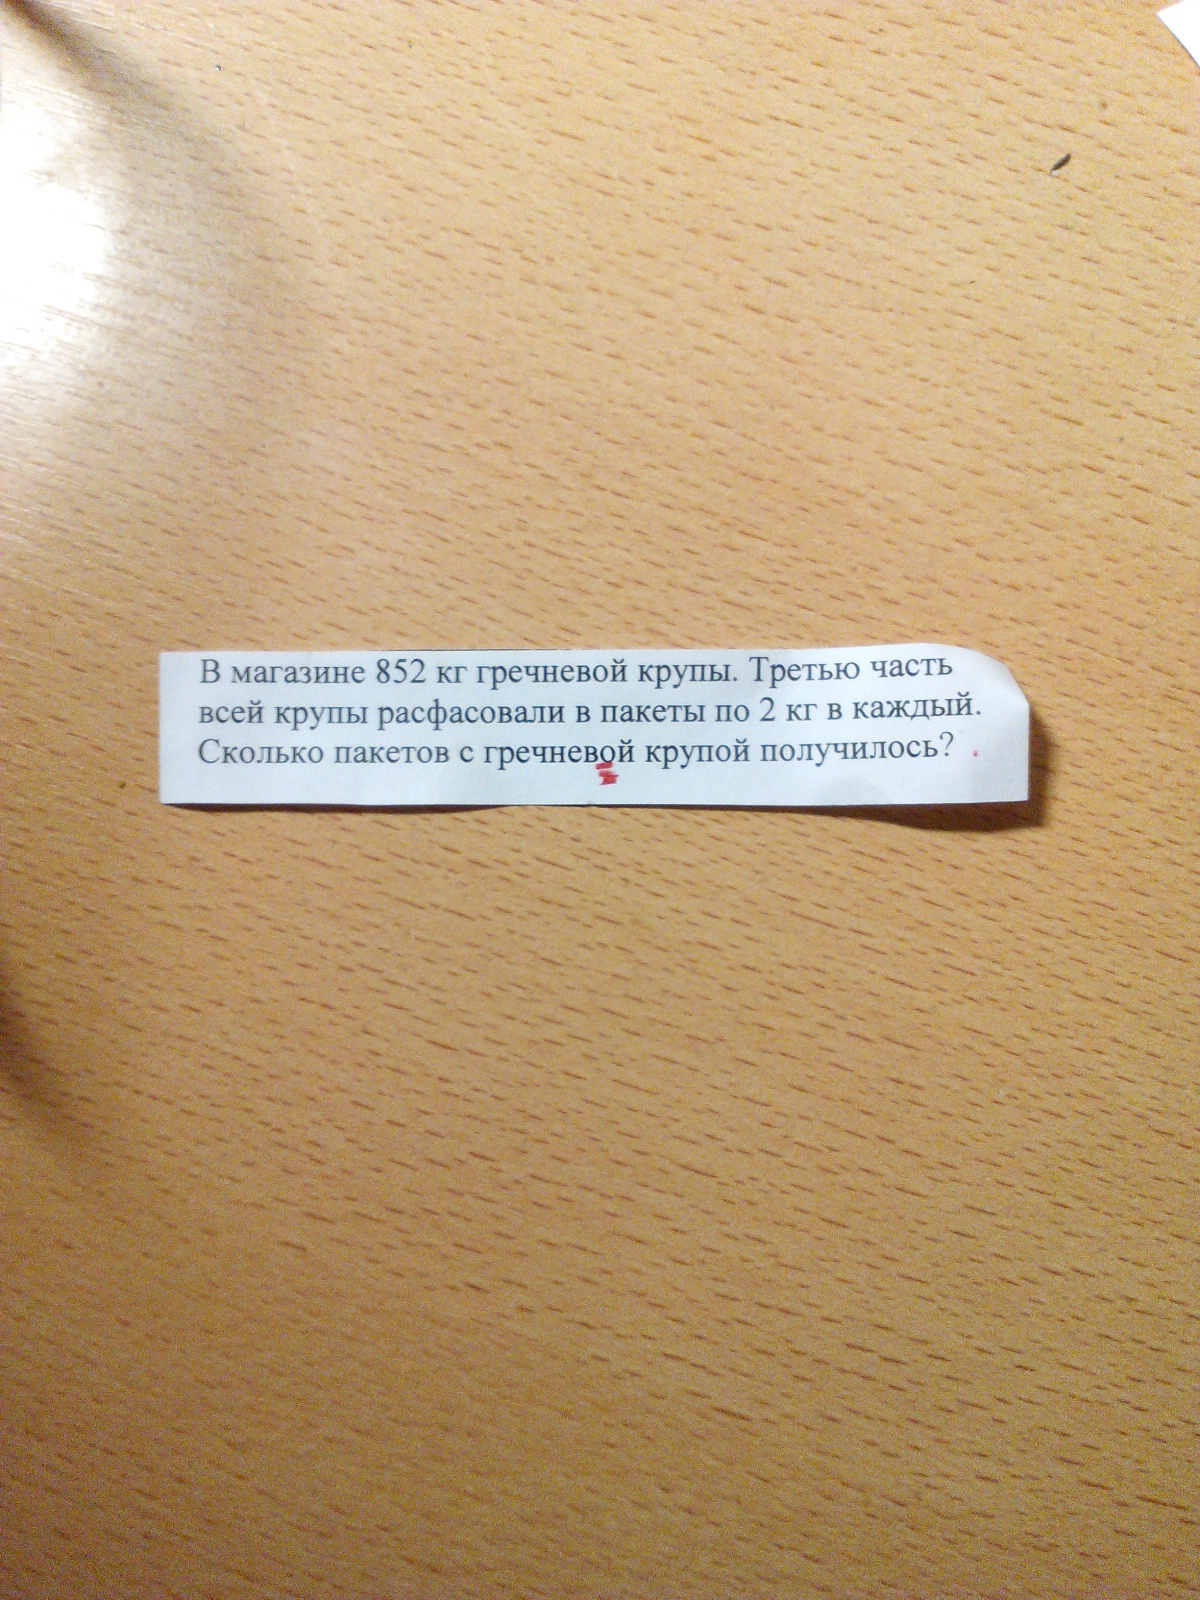 В магазине 852 кг гречневой крупы. Третью часть
всей крупы расфасовали в пакеты по 2 кг в каждый.
Сколько пакетов с гречневой крупой получилось?